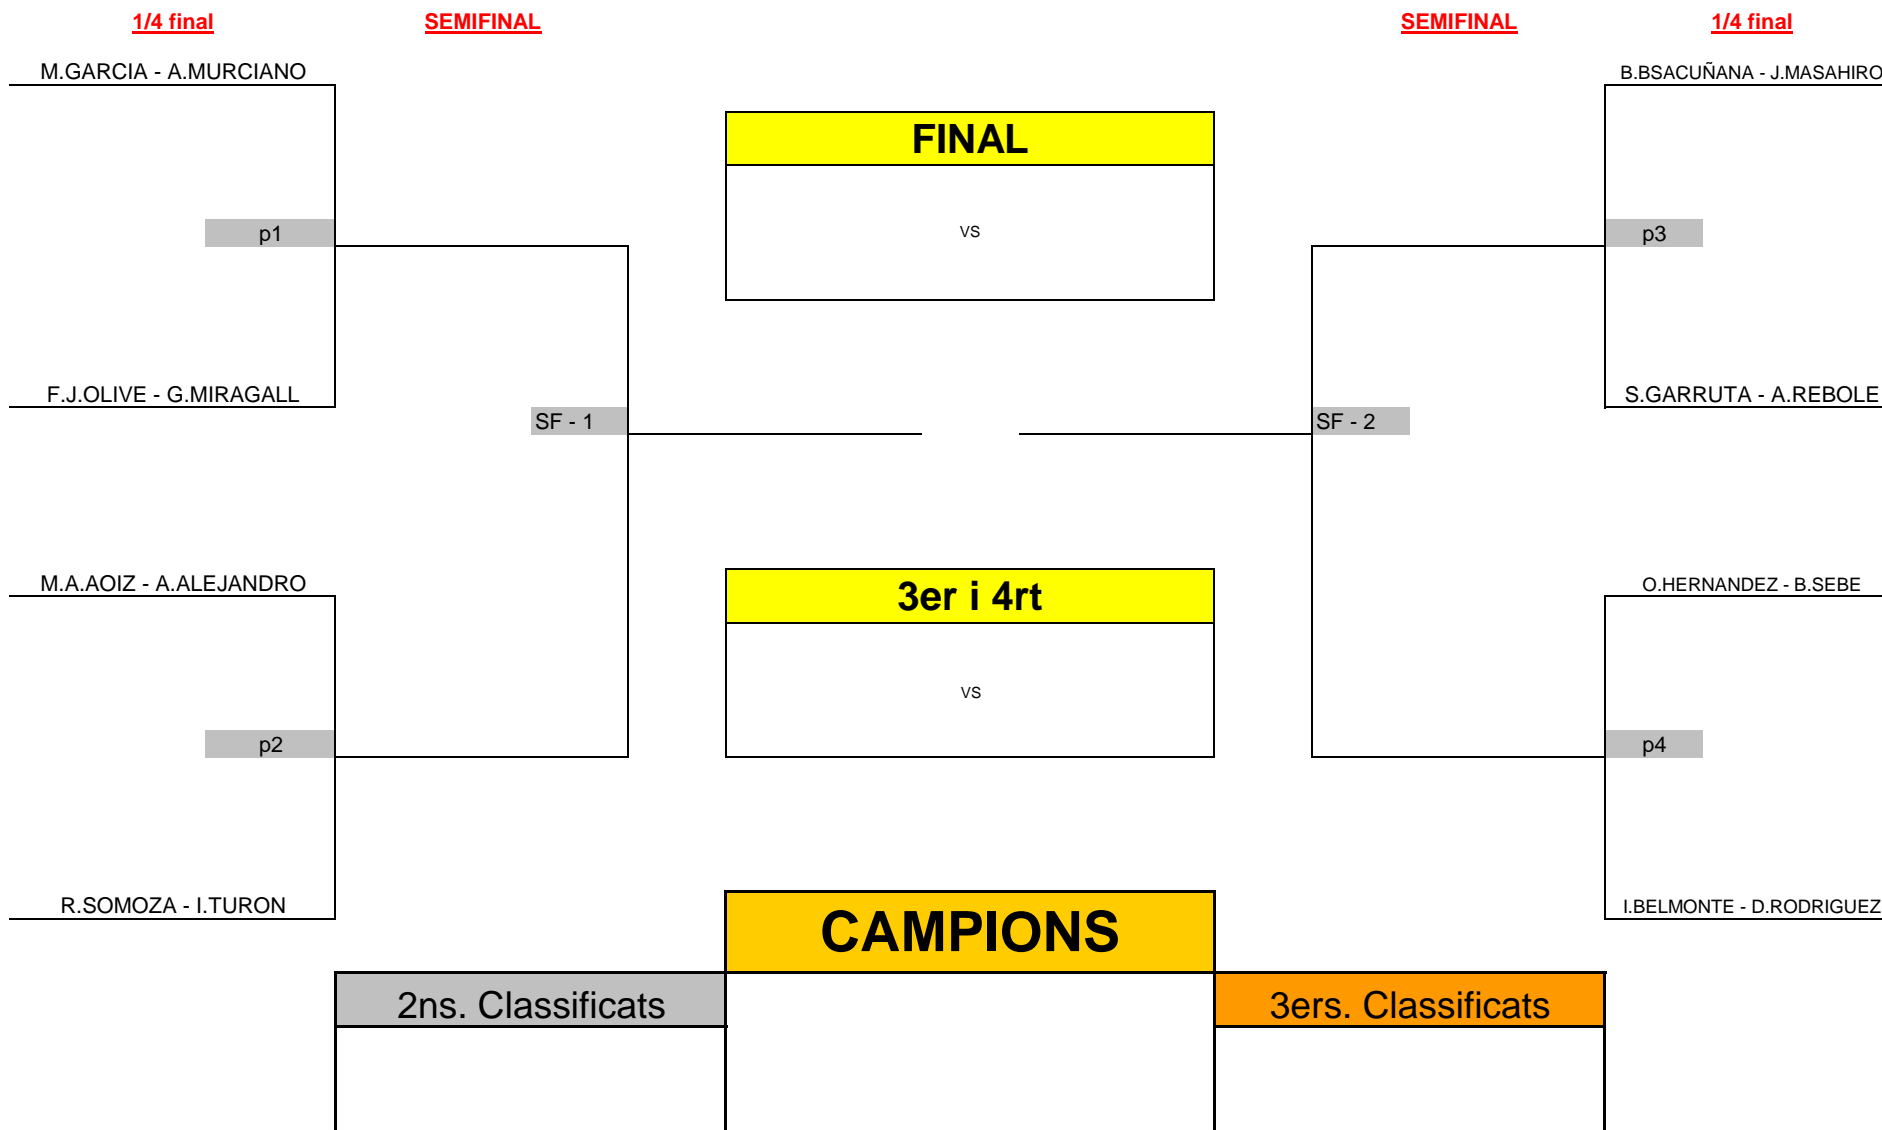 1/4 final SEMIFINAL SEMIFINAL 1/4 final
M.GARCIA - A.MURCIANO B.BSACUÑANA - J.MASAHIRO
FINAL
p1 vs p3
F.J.OLIVE - G.MIRAGALL S.GARRUTA - A.REBOLE
SF - 1 SF - 2
M.A.AOIZ - A.ALEJANDRO 3er i 4rt O.HERNANDEZ - B.SEBE
vs
p2 p4
R.SOMOZA - I.TURON I.BELMONTE - D.RODRIGUEZ
CAMPIONS
2ns. Classificats 3ers. Classificats